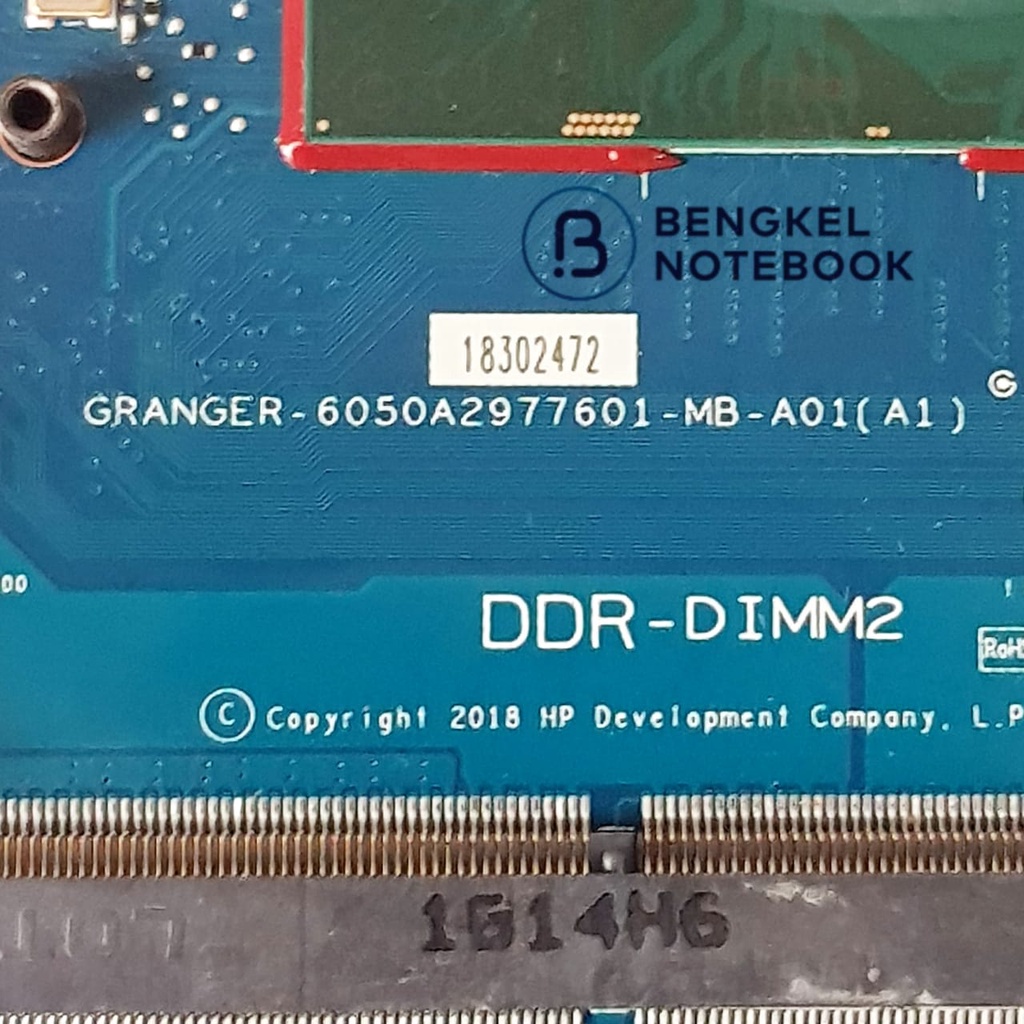 BENGKEL
NOTEBOOK
18302472
GRANGER-6050A2977601-MB-A01(A1)
DDR-DIMM2
© Copyright 2018 HP Development Company, L.P
1G14H6